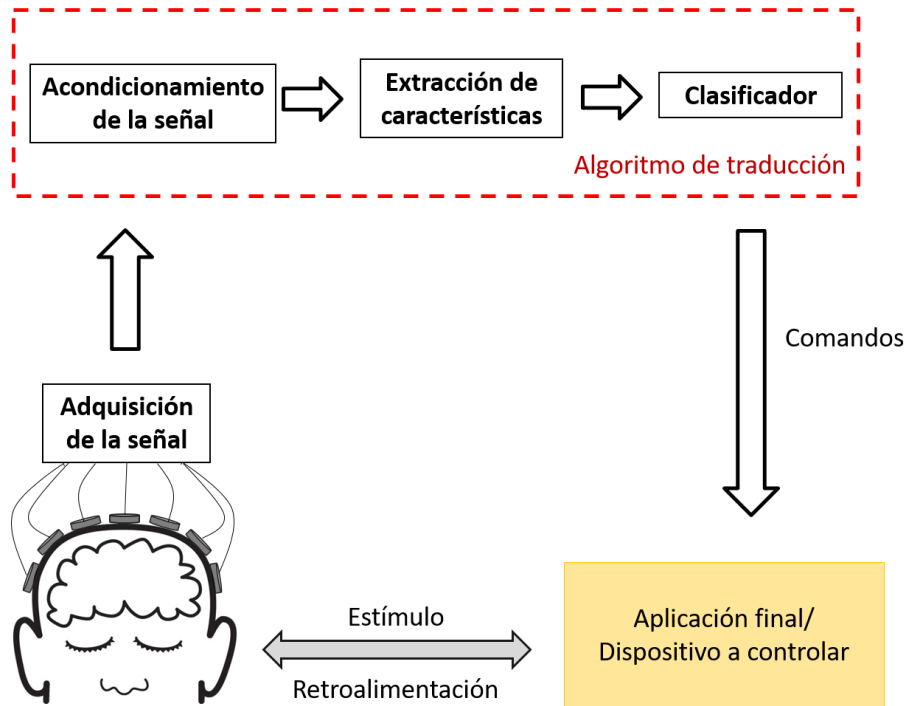 Acondicionamiento
de la señal
Extracción de
características
Clasificador
Algoritmo de traducción
Comandos
Adquisición
de la señal
Estímulo
Retroalimentación
Aplicación final/
Dispositivo a controlar